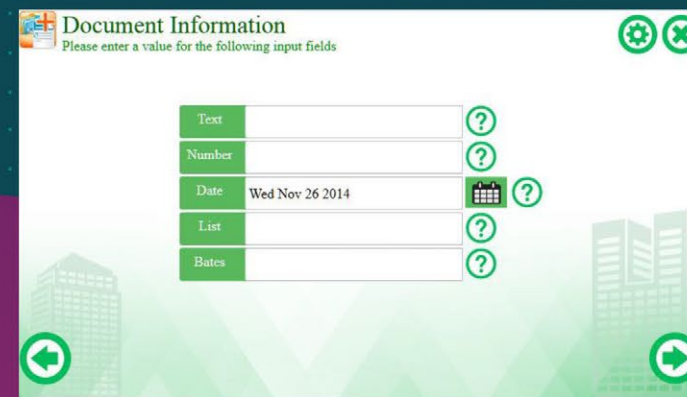 Document Information
Please enter a value for the following input fields
Text
Number
Date Wed Nov 26 2014
List
Bates